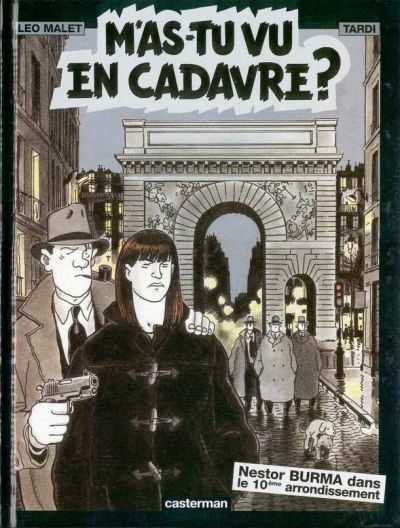 LEO MALET
TARDI
M'AS-TU VU
EN CADAVRE?
Nestor BURMA dans
le 10ème arrondissement
casterman